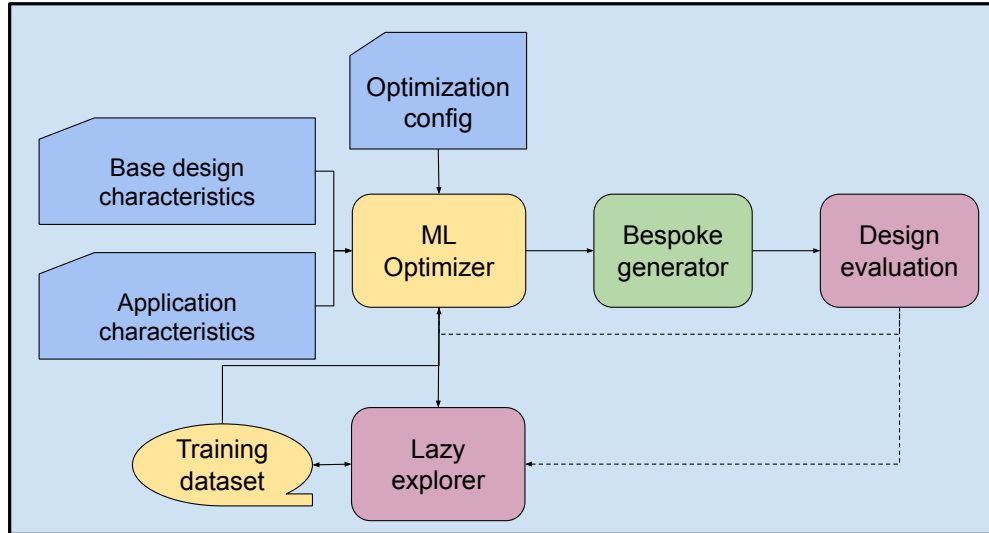 Optimization
config
Base design
characteristics
ML
Optimizer
Bespoke
generator
Design
evaluation
Application
characteristics
Training
dataset
Lazy
explorer